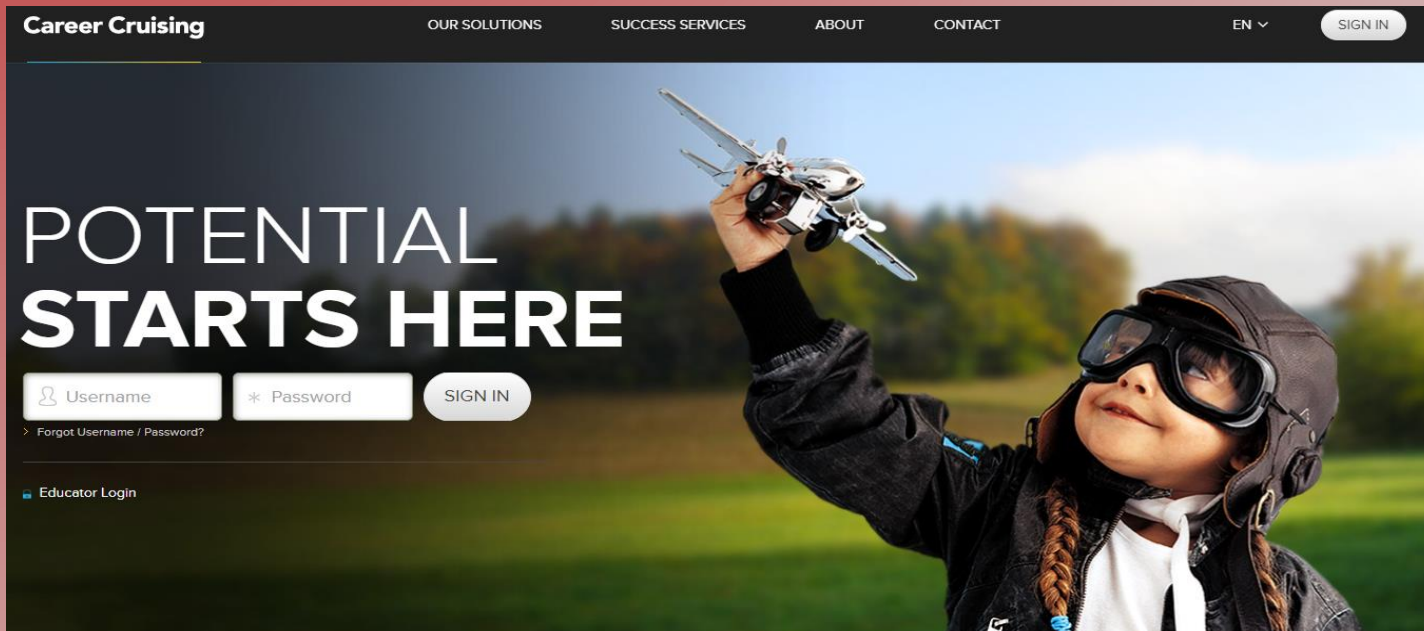 Career Cruising
OUR SOLUTIONS
SUCCESS SERVICES
ABOUT
CONTACT
EN
SIGN IN
POTENTIAL
STARTS HERE
Username
Password
SIGN IN
Forgot Username / Password?
Educator Login